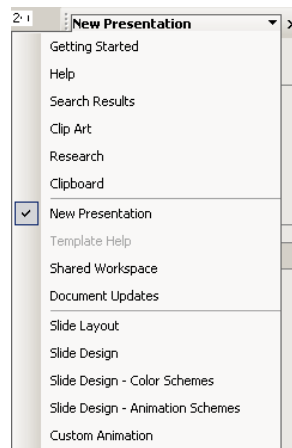 2·ı
New Presentation
Getting Started
Help
Search Results
Clip Art
Research
Clipboard
New Presentation
Template Help
Shared Workspace
Document Updates
Slide Layout
Slide Design
Slide Design - Color Schemes
Slide Design - Animation Schemes
Custom Animation